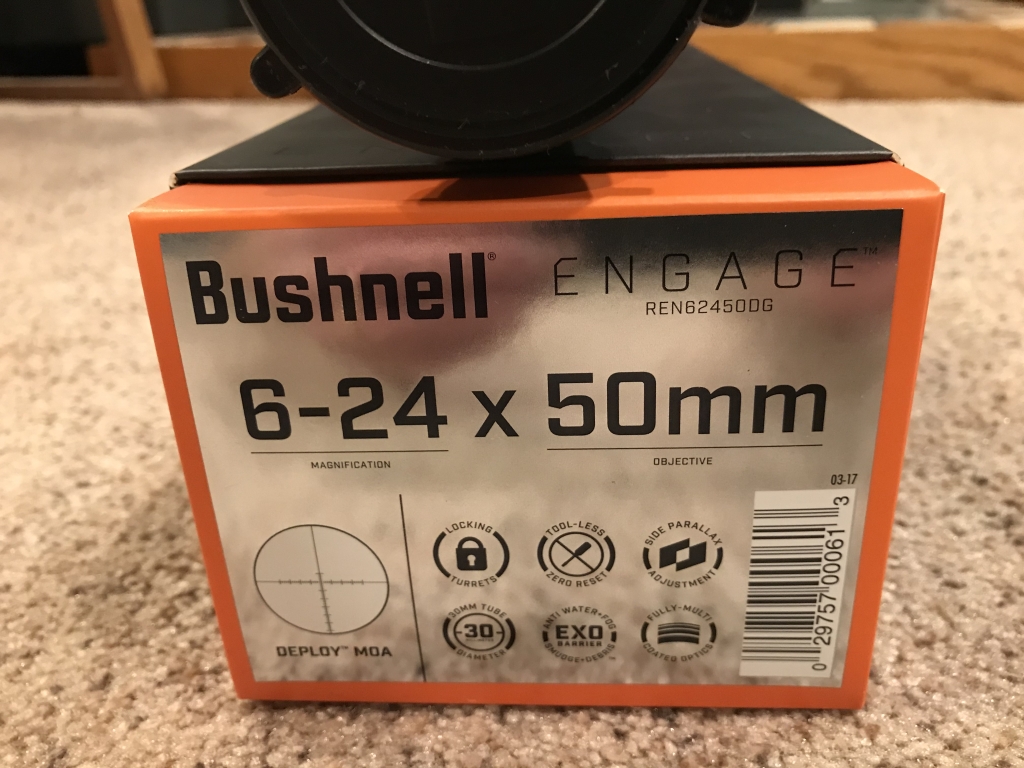 Bushnell® ENGAGE™
REN62450DG
6-24 x 50mm
MAGNIFICATION OBJECTIVE
03-17
LOCKING TURRETS
TOOL-LESS ZERO RESET
SIDE PARALLAX ADJUSTMENT
30MM TUBE DIAMETER
30
ANTI WATER•FOG SMUDGE•DEBRIS
EXO
BARRIER™
FULLY-MULTI COATED OPTICS
DEPLOY™ MOA
0 29757 00061 3